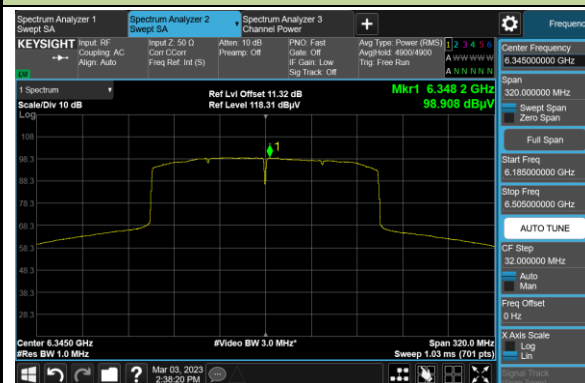 Spectrum Analyzer 1
Swept SA
Spectrum Analyzer 2
Swept SA
Spectrum Analyzer 3
Channel Power
Frequenc
KEYSIGHT
Input: RF
Coupling: AC
Align: Auto
Input Z: 50 Ω
Corr CCorr
Freq Ref: Int (S)
Atten: 10 dB
Preamp: Off
PNO: Fast
Gate: Off
IF Gain: Low
Sig Track: Off
Avg Type: Power (RMS)
Avg|Hold: 4900/4900
Trig: Free Run
1 2 3 4 5 6
A W W W W W
A N N N N N
1 Spectrum
Scale/Div 10 dB
Ref Lvl Offset 11.32 dB
Ref Level 118.31 dBµV
Mkr1 6.348 2 GHz
98.908 dBµV
Log
1
108
98.3
88.3
78.3
68.3
58.3
48.3
38.3
28.3
Center 6.3450 GHz
#Res BW 1.0 MHz
#Video BW 3.0 MHz*
Span 320.0 MHz
Sweep 1.03 ms (701 pts)
Mar 03, 2023
2:38:20 PM
Center Frequency
6.345000000 GHz
Span
320.000000 MHz
Swept Span
Zero Span
Full Span
Start Freq
6.185000000 GHz
Stop Freq
6.505000000 GHz
AUTO TUNE
CF Step
32.000000 MHz
Auto
Man
Freq Offset
0 Hz
X Axis Scale
Log
Lin
Signal Track